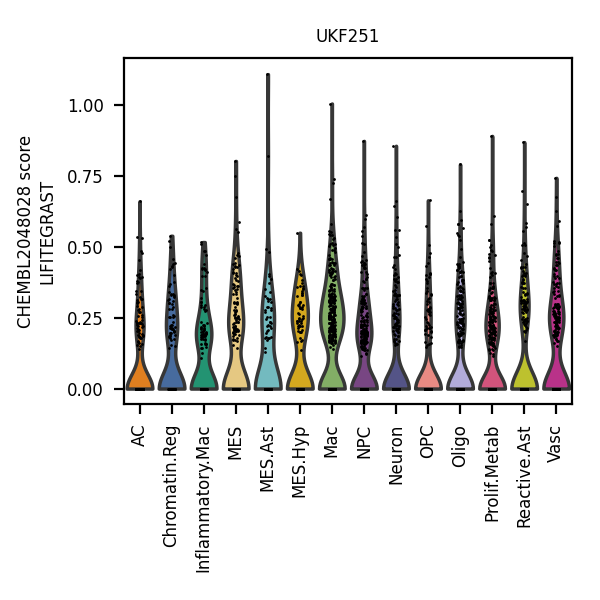 UKF251
CHEMBL2048028 score
LIFITEGRAST
1.00
0.75
0.50
0.25
0.00
AC
Chromatin.Reg
Inflammatory.Mac
MES
MES.Ast
MES.Hyp
Mac
NPC
Neuron
OPC
Oligo
Prolif.Metab
Reactive.Ast
Vasc